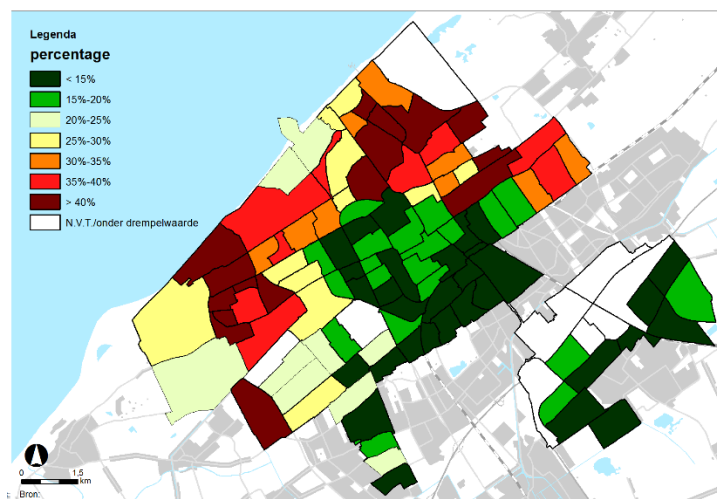 Legenda
percentage
< 15%
15%-20%
20%-25%
25%-30%
30%-35%
35%-40%
> 40%
N.V.T./onder drempelwaarde
0 1.5
km
Bron: